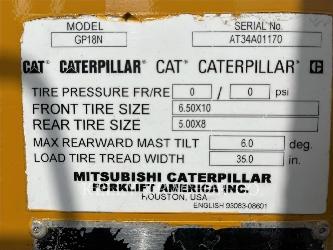 MODEL SERIAL No.
GP18N AT34A01170
CAT® CATERPILLAR® CAT® CATERPILLAR®
TIRE PRESSURE FR/RE 0 / 0 psi
FRONT TIRE SIZE 6.50X10
REAR TIRE SIZE 5.00X8
MAX REARWARD MAST TILT 6.0 deg.
LOAD TIRE TREAD WIDTH 35.0 in.
MITSUBISHI CATERPILLAR
FORKLIFT AMERICA INC.
HOUSTON, USA
ENGLISH 93083-08601